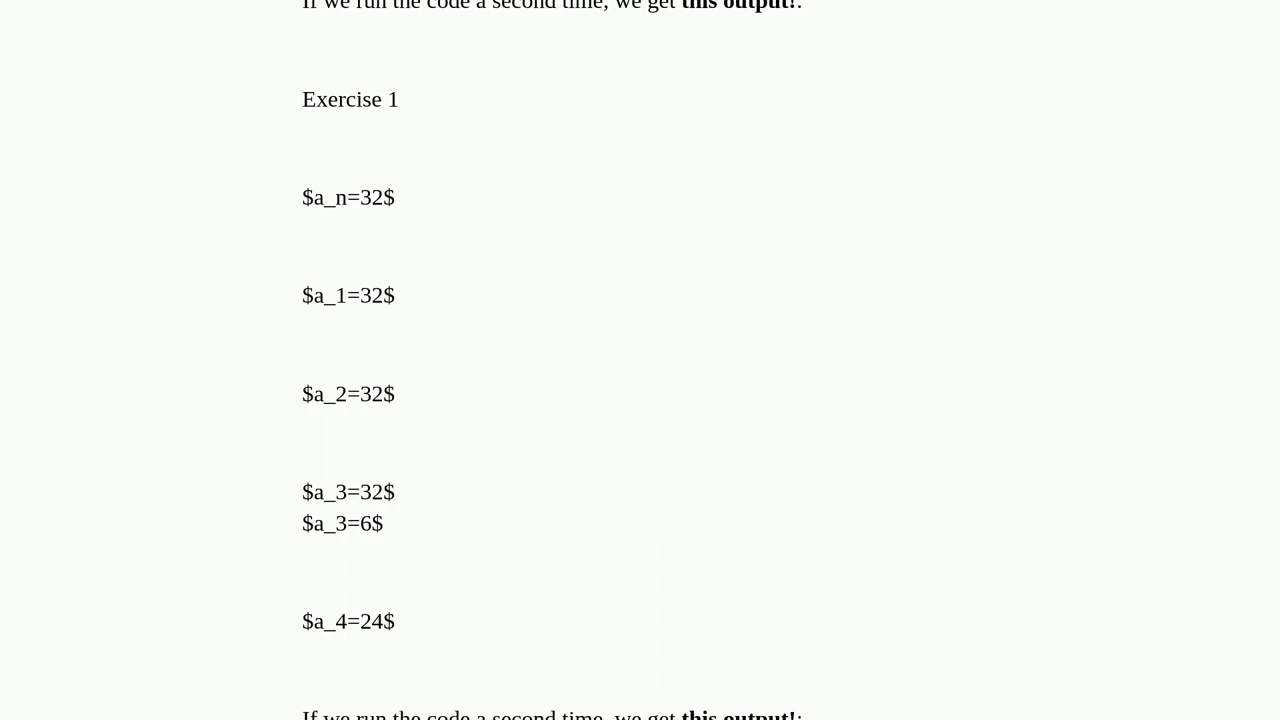 If we run the code a second time, we get this output!:
Exercise 1
$a_n=32$
$a_1=32$
$a_2=32$
$a_3=32$
$a_3=6$
$a_4=24$
If we run the code a second time, we get this output!: